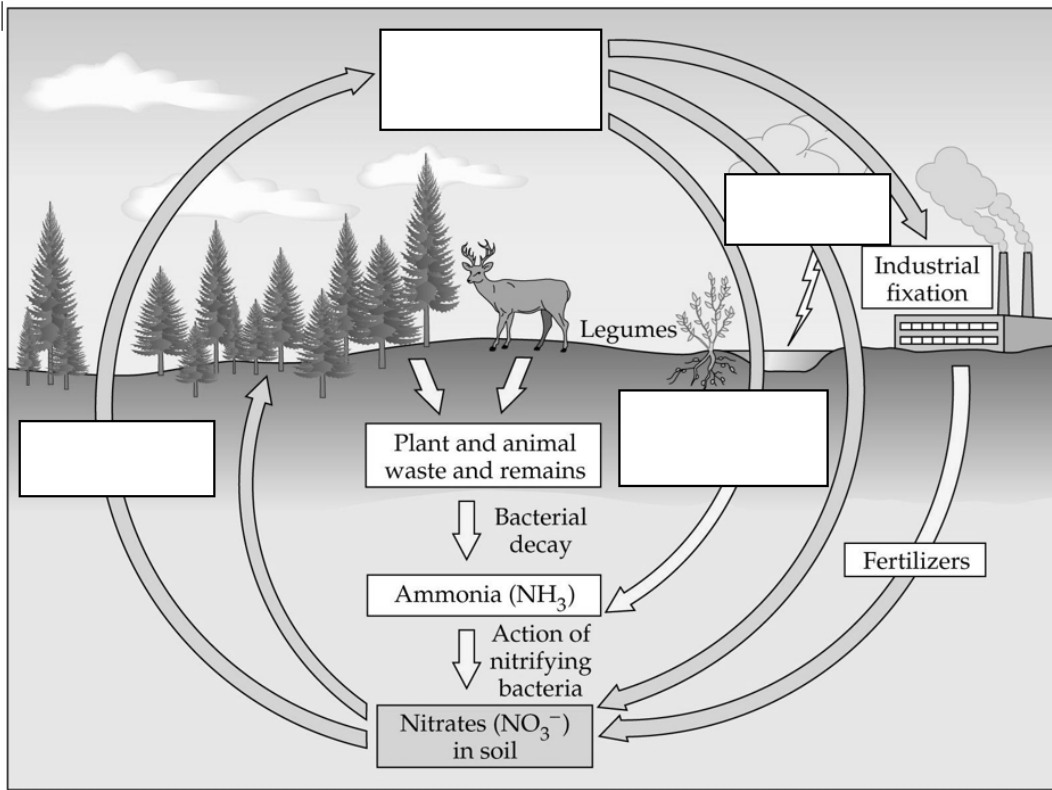 Industrial
fixation
Legumes
Plant and animal
waste and remains
Bacterial
decay
Fertilizers
Ammonia (NH₃)
Action of
nitrifying
bacteria
Nitrates (NO₃⁻)
in soil